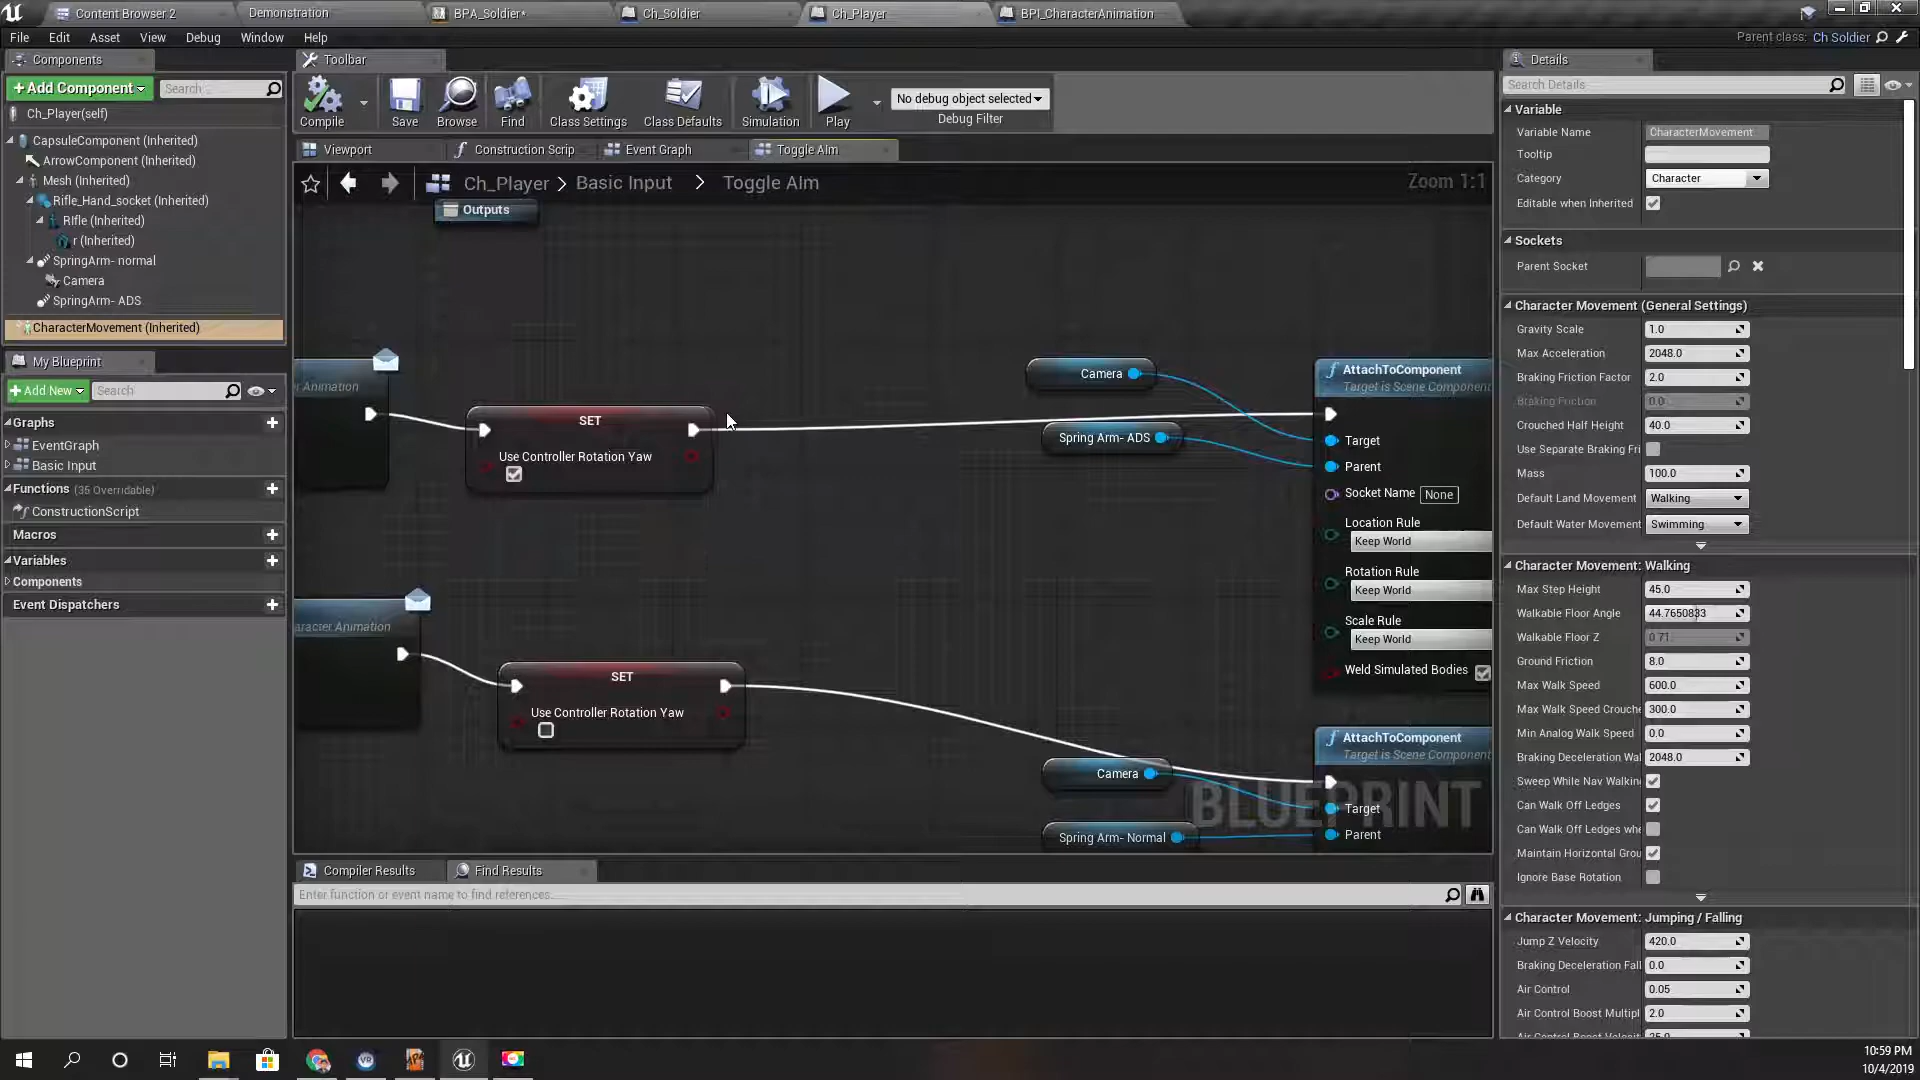 Content Browser 2
Demonstration
BPA_Soldier*
Ch_Soldier
Ch_Player
BPI_CharacterAnimation
File Edit Asset View Debug Window Help
Parent class: Ch Soldier
Components
Toolbar
Details
+Add Component
Search
Search Details
Ch_Player(self)
CapsuleComponent (Inherited)
ArrowComponent (Inherited)
Mesh (Inherited)
Rifle_Hand_socket (Inherited)
RIfle (Inherited)
r (Inherited)
SpringArm- normal
Camera
SpringArm- ADS
CharacterMovement (Inherited)
My Blueprint
+Add New
Search
Graphs
EventGraph
Basic Input
Functions (35 Overridable)
ConstructionScript
Macros
Variables
Components
Event Dispatchers
Compile
Save
Browse
Find
Class Settings
Class Defaults
Simulation
Play
No debug object selected
Debug Filter
Viewport
Construction Scrip
Event Graph
Toggle AIm
Ch_Player > Basic Input > Toggle AIm
Zoom 1:1
Outputs
r Animation
SET
Use Controller Rotation Yaw
Camera
Spring Arm- ADS
AttachToComponent
Target is Scene Component
Target
Parent
Socket Name None
Location Rule
Keep World
Rotation Rule
Keep World
Scale Rule
Keep World
Weld Simulated Bodies
aracter Animation
SET
Use Controller Rotation Yaw
Camera
Spring Arm- Normal
AttachToComponent
Target is Scene Component
Target
Parent
BLUEPRINT
Compiler Results
Find Results
Enter function or event name to find references...
Variable
Variable Name CharacterMovement
Tooltip
Category Character
Editable when Inherited
Sockets
Parent Socket
Character Movement (General Settings)
Gravity Scale 1.0
Max Acceleration 2048.0
Braking Friction Factor 2.0
Braking Friction 0.0
Crouched Half Height 40.0
Use Separate Braking Fri
Mass 100.0
Default Land Movement Walking
Default Water Movement Swimming
Character Movement: Walking
Max Step Height 45.0
Walkable Floor Angle 44.7650833
Walkable Floor Z 0.71
Ground Friction 8.0
Max Walk Speed 600.0
Max Walk Speed Crouche 300.0
Min Analog Walk Speed 0.0
Braking Deceleration Wal 2048.0
Sweep While Nav Walkin
Can Walk Off Ledges
Can Walk Off Ledges whe
Maintain Horizontal Grou
Ignore Base Rotation
Character Movement: Jumping / Falling
Jump Z Velocity 420.0
Braking Deceleration Fall 0.0
Air Control 0.05
Air Control Boost Multipl 2.0
Air Control Boost Velocit 25.0
10:59 PM
10/4/2019